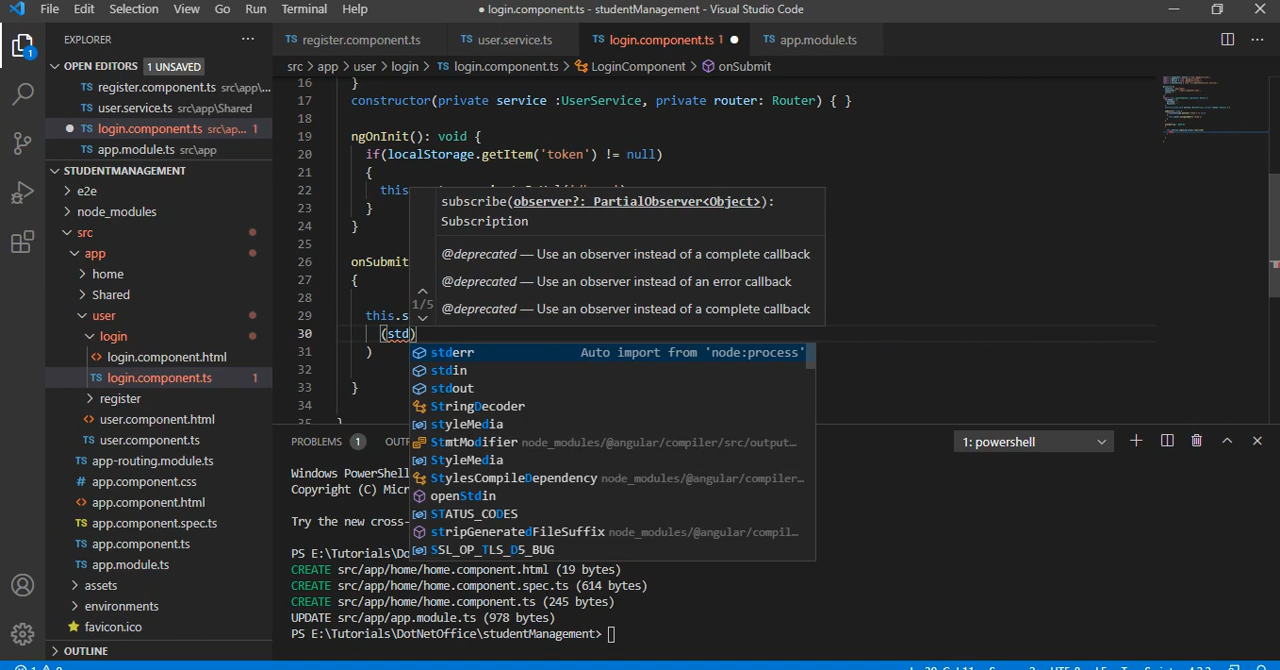 File Edit Selection View Go Run Terminal Help
● login.component.ts - studentManagement - Visual Studio Code
EXPLORER
OPEN EDITORS 1 UNSAVED
TS register.component.ts src\app\...
TS user.service.ts src\app\Shared
● TS login.component.ts src\ap... 1
TS app.module.ts src\app
STUDENTMANAGEMENT
e2e
node_modules
src
app
home
Shared
user
login
<> login.component.html
TS login.component.ts 1
register
<> user.component.html
TS user.component.ts
TS app-routing.module.ts
# app.component.css
<> app.component.html
TS app.component.spec.ts
TS app.component.ts
TS app.module.ts
assets
environments
favicon.ico
OUTLINE
TS register.component.ts TS user.service.ts TS login.component.ts 1 ● TS app.module.ts
src > app > user > login > TS login.component.ts > LoginComponent > onSubmit
16 }
17 constructor(private service :UserService, private router: Router) { }
18
19 ngOnInit(): void {
20 if(localStorage.getItem('token') != null)
21 {
22 this
23 }
24 }
25
26 onSubmit
27 {
28
29 this.s
30 (std)
31 )
32
33 }
34
35
subscribe(observer?: PartialObserver<Object>):
Subscription
@deprecated — Use an observer instead of a complete callback
@deprecated — Use an observer instead of an error callback
1/5
@deprecated — Use an observer instead of a complete callback
stderr Auto import from 'node:process'
stdin
stdout
StringDecoder
styleMedia
StmtModifier node_modules/@angular/compiler/src/output...
StyleMedia
StylesCompileDependency node_modules/@angular/compiler...
openStdin
STATUS_CODES
stripGeneratedFileSuffix node_modules/@angular/compil...
SSL_OP_TLS_D5_BUG
PROBLEMS 1 OUTP
1: powershell
Windows PowerShell
Copyright (C) Micr
Try the new cross-
PS E:\Tutorials\Do
CREATE src/app/home/home.component.html (19 bytes)
CREATE src/app/home/home.component.spec.ts (614 bytes)
CREATE src/app/home/home.component.ts (245 bytes)
UPDATE src/app/app.module.ts (978 bytes)
PS E:\Tutorials\DotNetOffice\studentManagement>